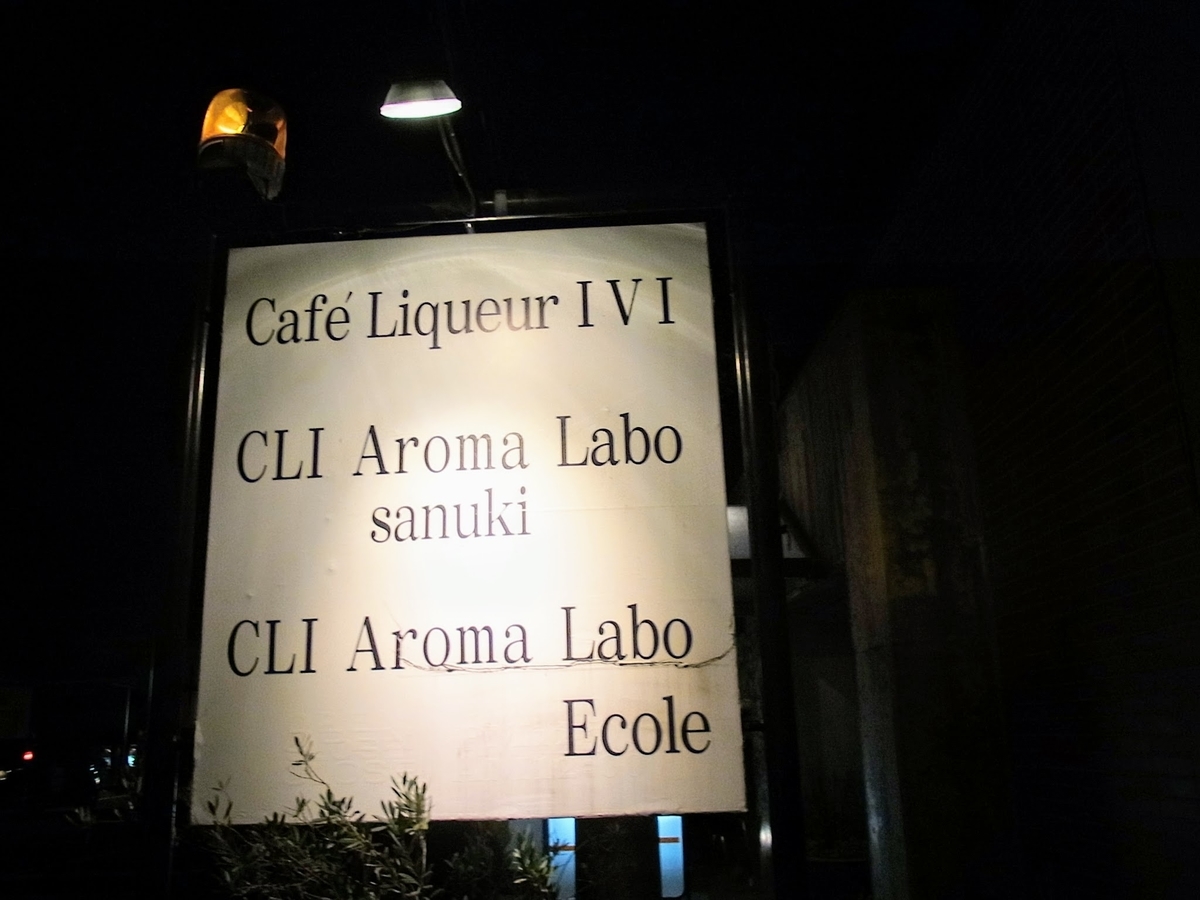 Café Liqueur IVI
CLI Aroma Labo
sanuki
CLI Aroma Labo
Ecole